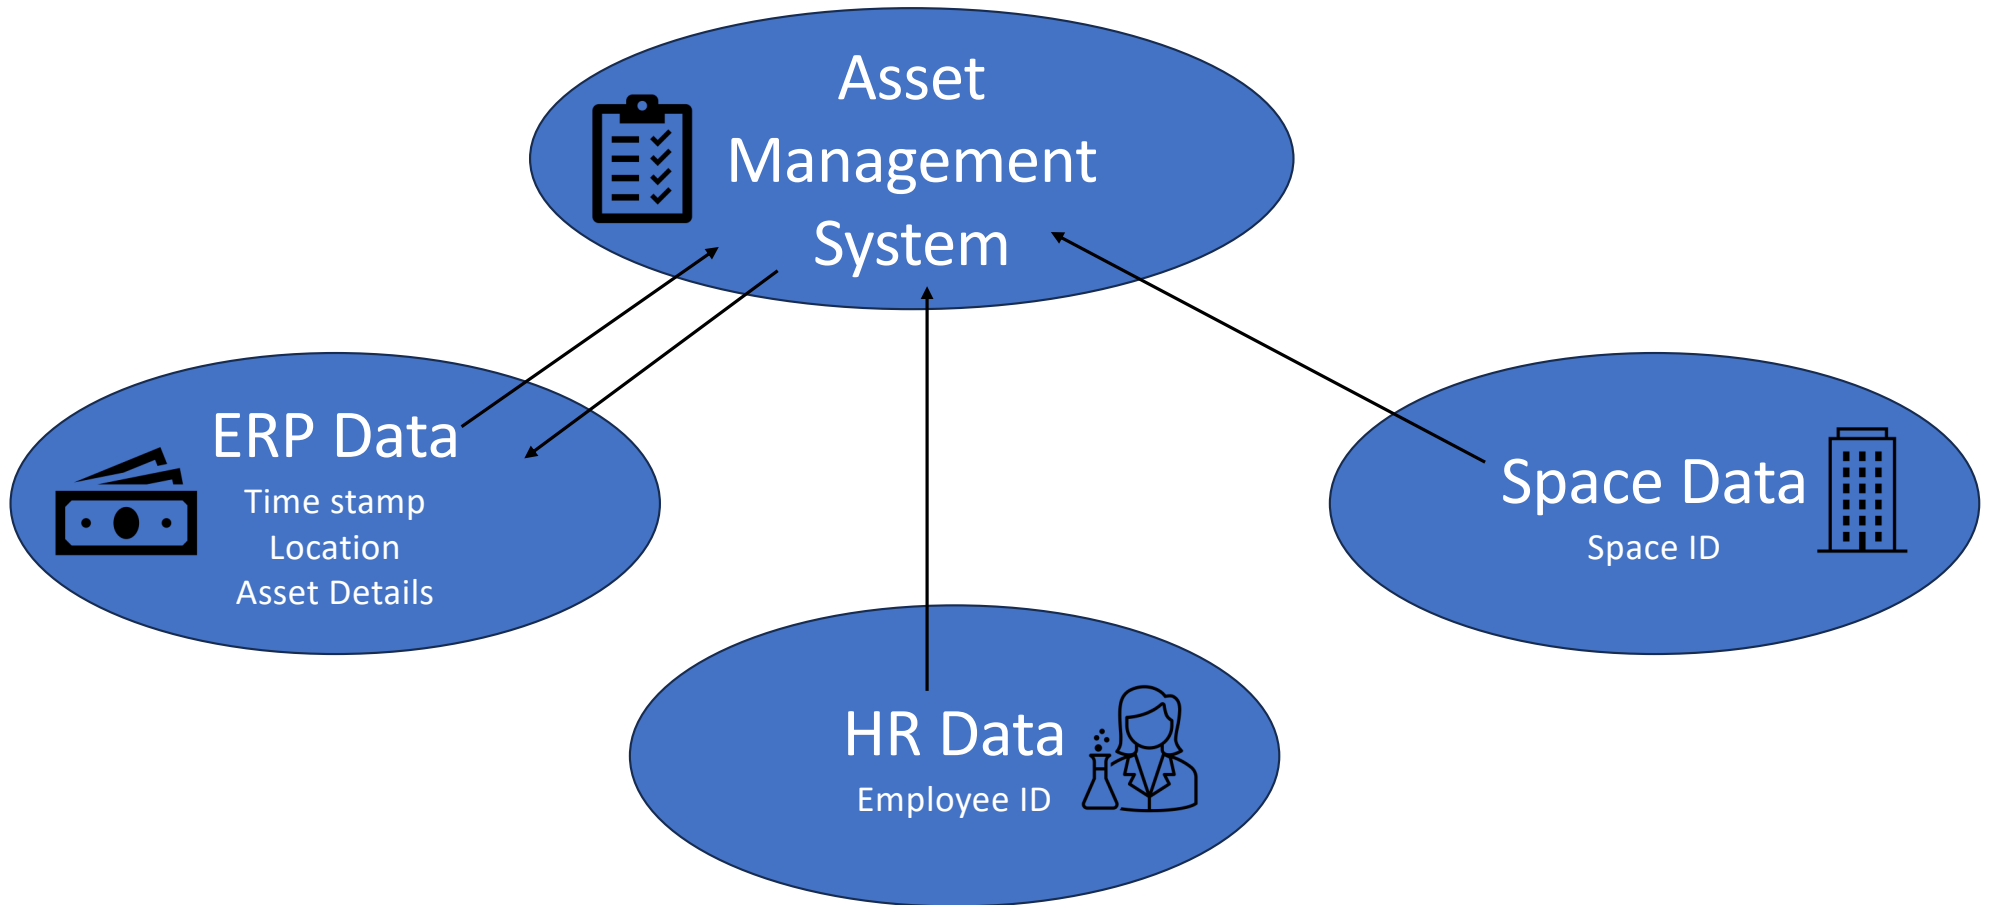 Asset
Management
System
ERP Data
Time stamp
Location
Asset Details
Space Data
Space ID
HR Data
Employee ID